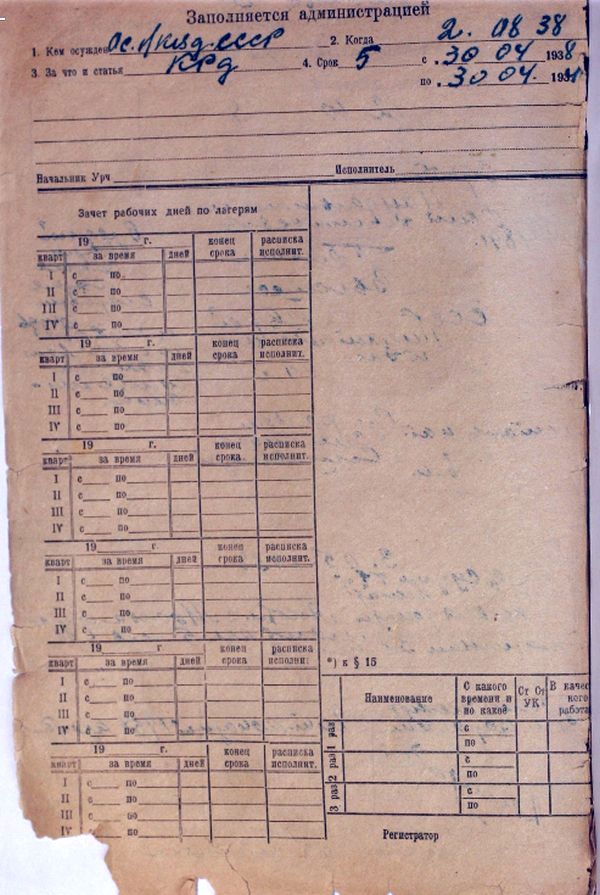 Заполняется администрацией
1. Кем осужден Ос. НКВД СССР 2. Когда 2. 08 38
3. За что и статья КРД 4. Срок 5 с . 30 04 . 1938
по . 30 04 . 19
Начальник Урч Исполнитель
Зачет рабочих дней по лагерям
19 г. конец срока расписка исполнит.
кварт за время дней
I с по
II с по
III с по
IV с по
19 г. конец срока расписка исполнит.
кварт за время дней
I с по
II с по
III с по
IV с по
19 г. конец срока расписка исполнит.
кварт за время дней
I с по
II с по
III с по
IV с по
19 г. конец срока расписка исполнит.
кварт за время дней
I с по
II с по
III с по
IV с по
19 г. конец срока расписка исполнит.
кварт за время дней
I с по
II с по
III с по
IV с по
19 г. конец срока расписка исполнит.
за время дней
I с по
II с по
III с по
IV с по
*) к § 15
Наименование С какого времени и по какое Ст Ст УК В качес кого работа
1 раз с
по
2 раз с
по
3 раз с
по
Регистратор